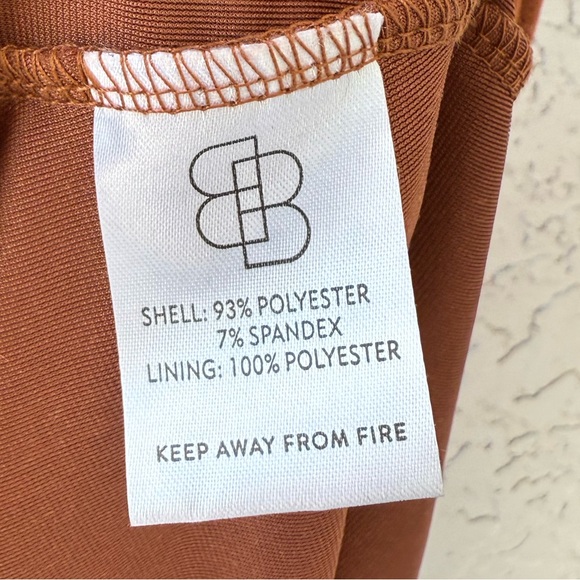 SHELL: 93% POLYESTER
7% SPANDEX
LINING: 100% POLYESTER
KEEP AWAY FROM FIRE